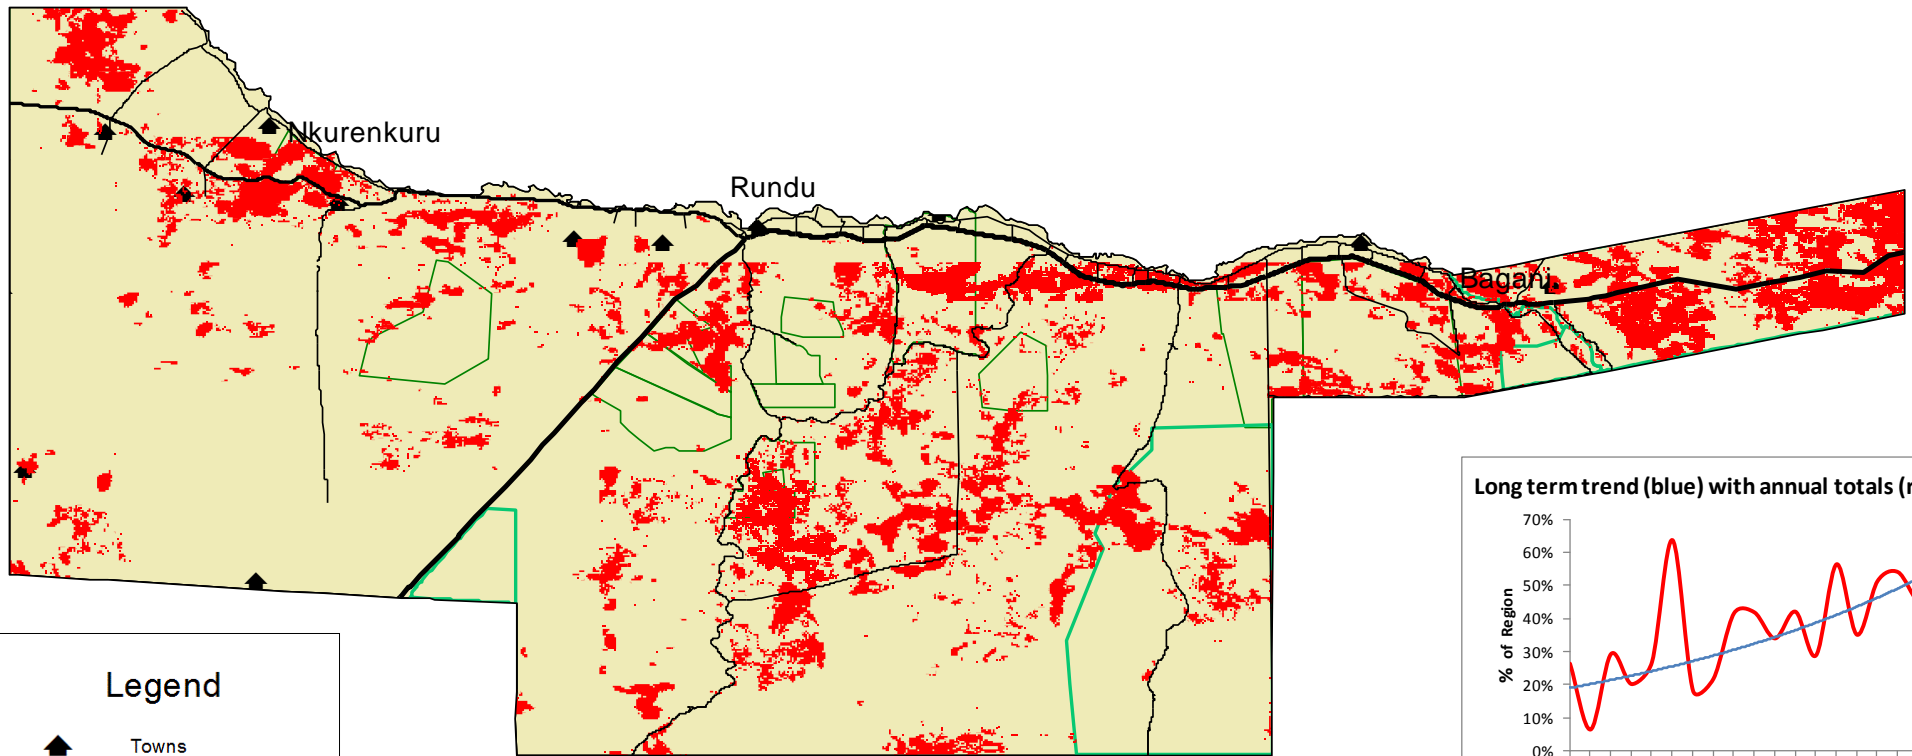 Nkurenkuru
Rundu
Bagani
Long term trend (blue) with annual totals
70%
60%
50%
40%
30%
20%
10%
0%
% of Region
Legend
Towns